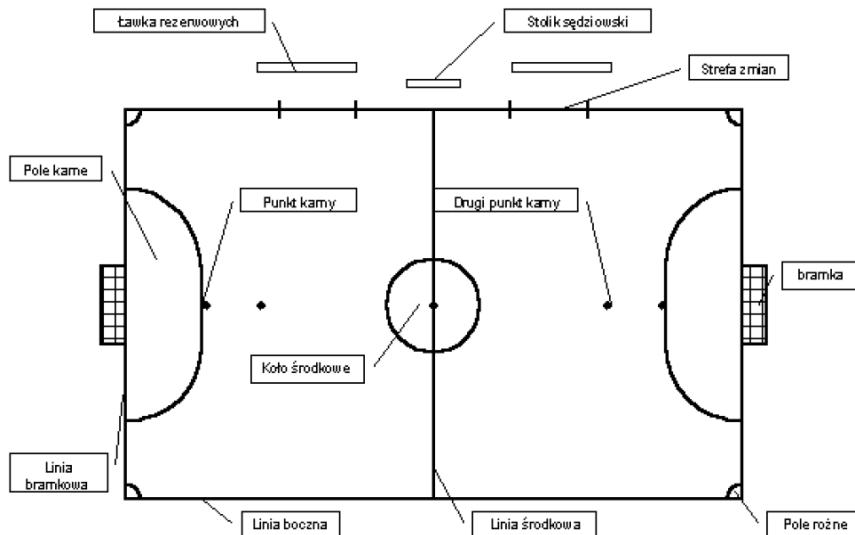 Ławka rezerwowych
Stolik sędziowski
Strefa zmian
Pole karne
Punkt karny
Drugi punkt karny
bramka
Koło środkowe
Linia
bramkowa
Linia boczna
Linia środkowa
Pole rożne